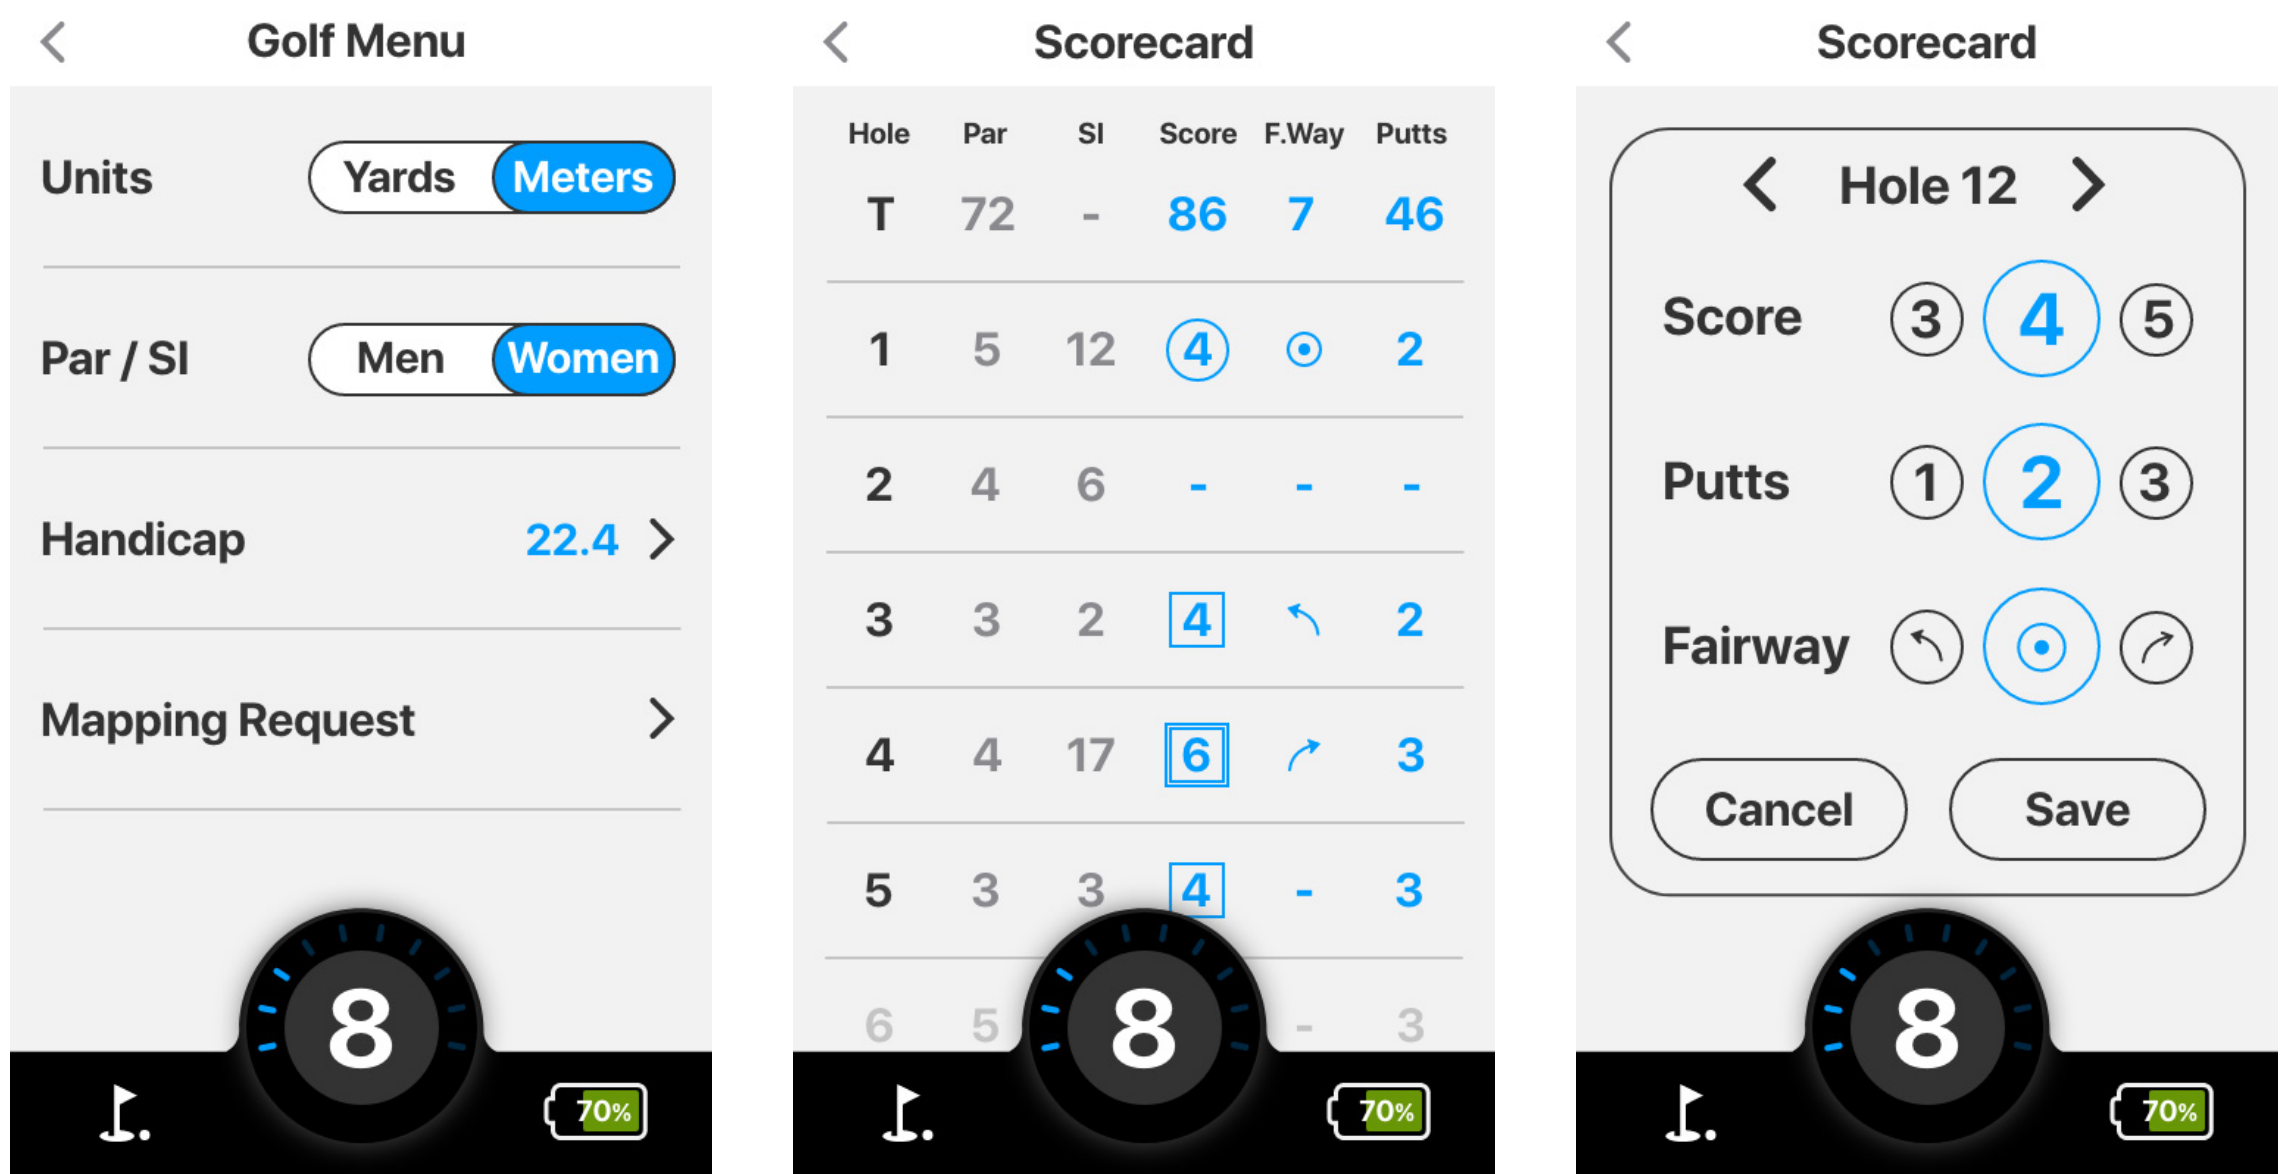 Golf Menu
Units Yards Meters
Par / SI Men Women
Handicap 22.4
Mapping Request
8
70%
Scorecard
Hole Par SI Score F.Way Putts
T 72 - 86 7 46
1 5 12 4 2
2 4 6 - - -
3 3 2 4 2
4 4 17 6 3
5 3 3 4 - 3
6 5 - 3
8
70%
Scorecard
Hole 12
Score 3 4 5
Putts 1 2 3
Fairway
Cancel Save
8
70%